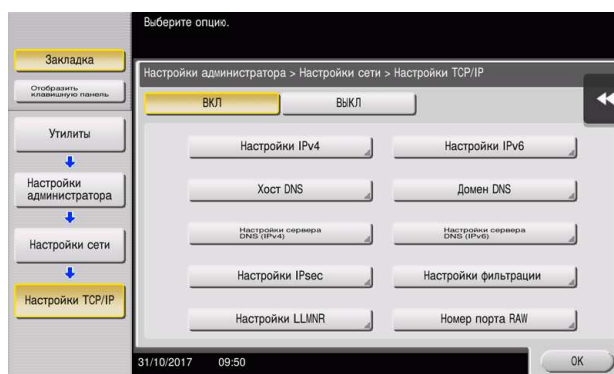 Выберите опцию.
Закладка
Отобразить
клавишную панель
Утилиты
Настройки
администратора
Настройки сети
Настройки TCP/IP
Настройки администратора > Настройки сети > Настройки TCP/IP
ВКЛ
ВЫКЛ
Настройки IPv4
Настройки IPv6
Хост DNS
Домен DNS
Настройки сервера
DNS (IPv4)
Настройки сервера
DNS (IPv6)
Настройки IPsec
Настройки фильтрации
Настройки LLMNR
Номер порта RAW
31/10/2017 09:50
OK